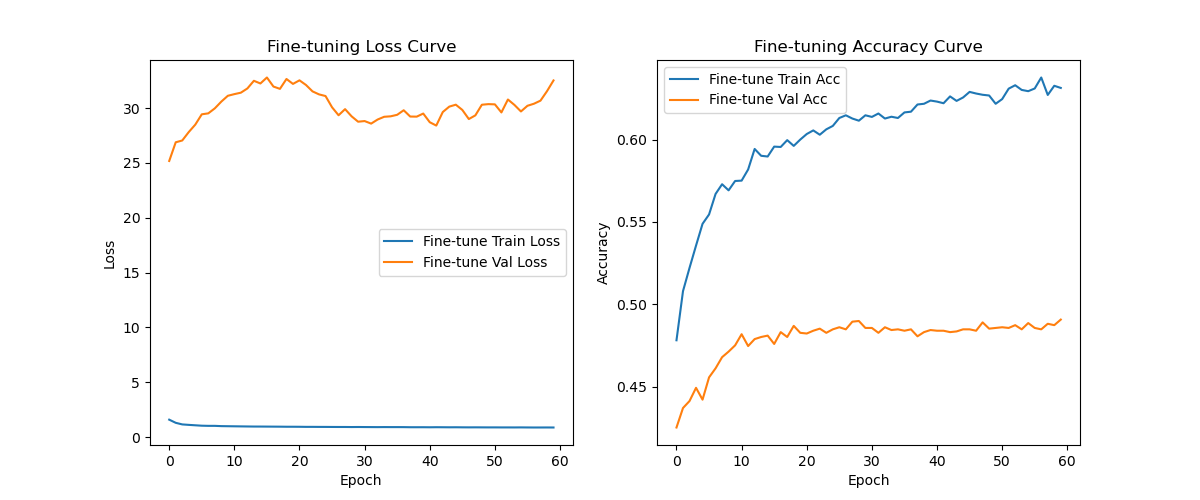 Fine-tuning Loss Curve
30
25
20
15
10
5
0
Loss
Fine-tune Train Loss
Fine-tune Val Loss
0 10 20 30 40 50 60
Epoch
Fine-tuning Accuracy Curve
Fine-tune Train Acc
Fine-tune Val Acc
0.60
0.55
0.50
0.45
Accuracy
0 10 20 30 40 50 60
Epoch